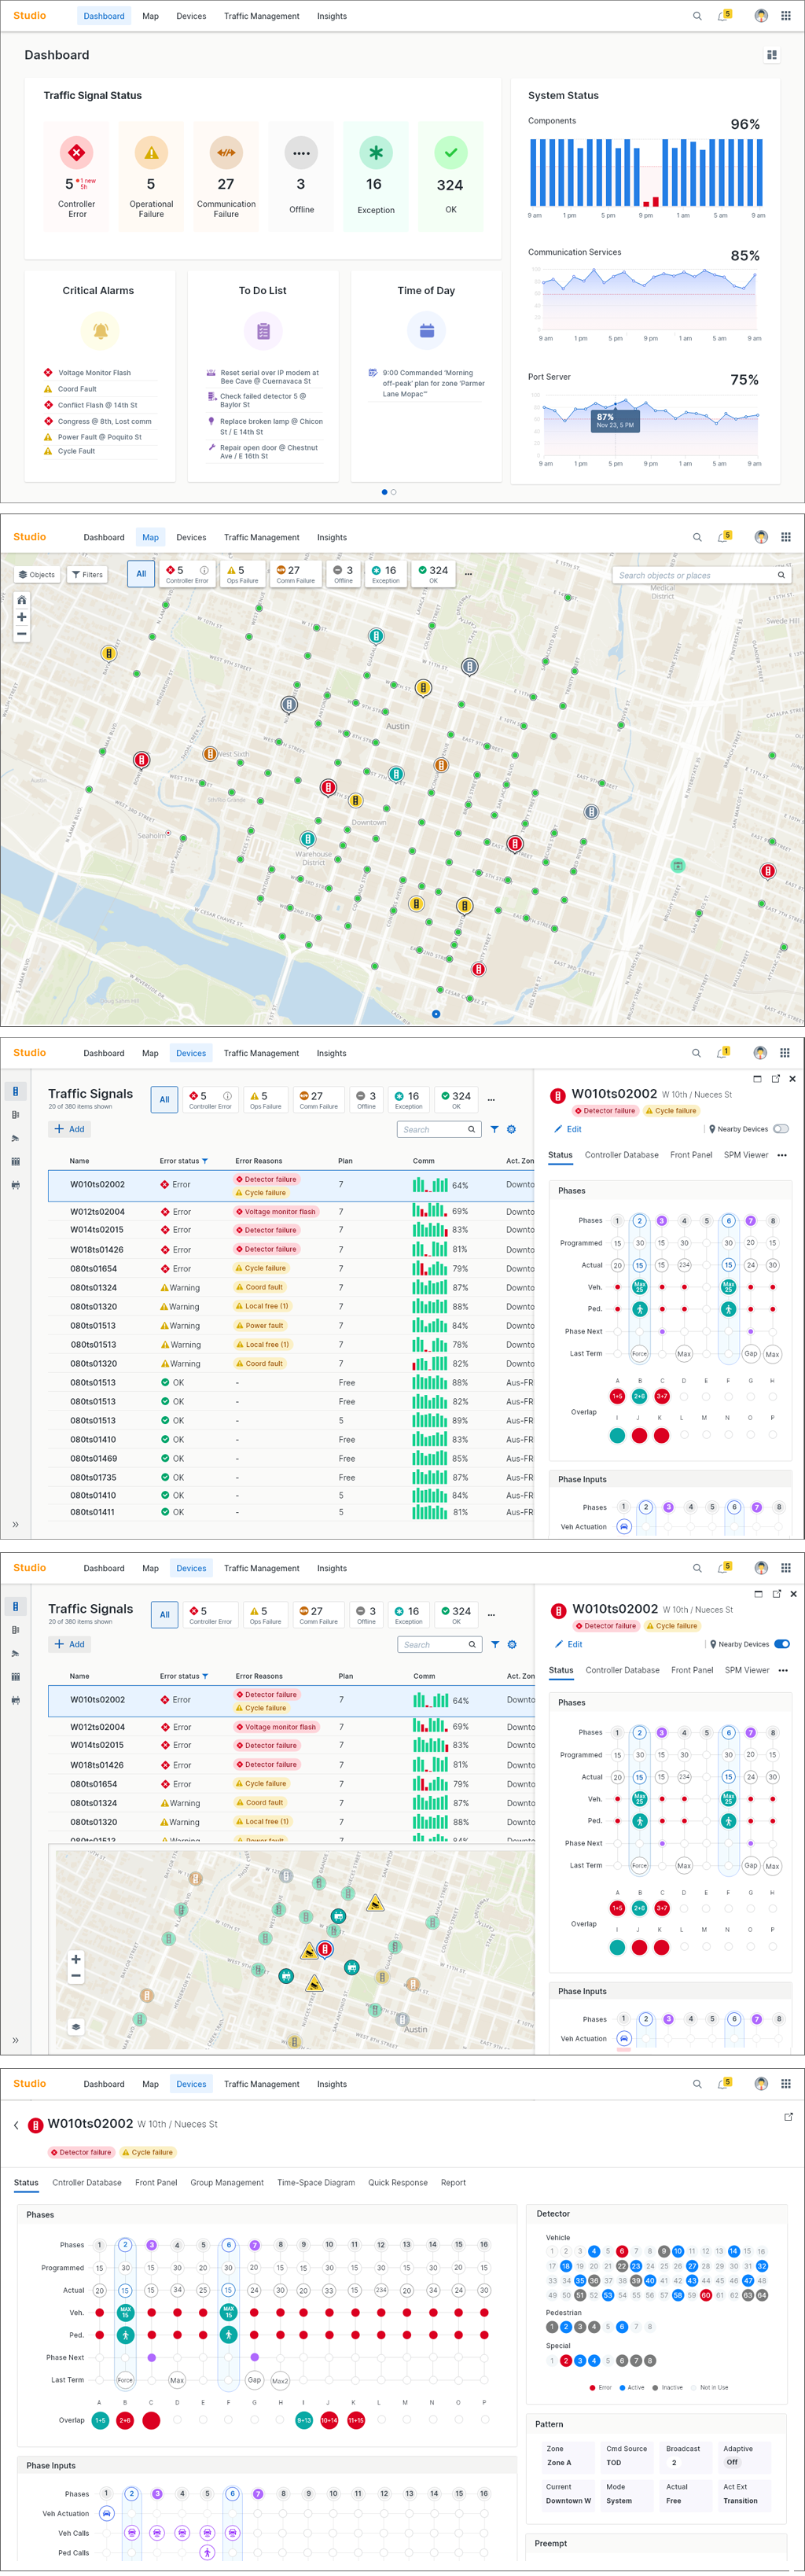 Studio Dashboard Map Devices Traffic Management Insights 5
Dashboard
Traffic Signal Status
5 1 new 5h
Controller Error
5
Operational Failure
27
Communication Failure
3
Offline
16
Exception
324
OK
System Status
Components
96%
9 am 1 pm 5 pm 9 pm 1 am 5 am 9 am
Communication Services
85%
100
80
60
40
20
0
9 am 1 pm 5 pm 9 pm 1 am 5 am 9 am
Port Server
75%
100
80
60
40
20
0
87%
Nov 23, 5 PM
9 am 1 pm 5 pm 9 pm 1 am 5 am 9 am
Critical Alarms
Voltage Monitor Flash
Coord Fault
Conflict Flash @ 14th St
Congress @ 8th, Lost comm
Power Fault @ Poquito St
Cycle Fault
To Do List
Reset serial over IP modem at
Bee Cave @ Cuernavaca St
Check failed detector 5 @
Baylor St
Replace broken lamp @ Chicon
St / E 14th St
Repair open door @ Chestnut
Ave / E 16th St
Time of Day
9:00 Commanded 'Morning
off-peak' plan for zone 'Parmer
Lane Mopac'"
Studio Dashboard Map Devices Traffic Management Insights 5
Objects Filters
All
5 Controller Error
5 Ops Failure
27 Comm Failure
3 Offline
16 Exception
324 OK
Search objects or places
Medical
District
Swede Hill
Austin
West Sixth
Downtown
Seaholm
Warehouse
District
Studio Dashboard Map Devices Traffic Management Insights 1
Traffic Signals
20 of 380 items shown
All
5 Controller Error
5 Ops Failure
27 Comm Failure
3 Offline
16 Exception
324 OK
+ Add
Search
Name Error status Error Reasons Plan Comm Act. Zon
W010ts02002 Error Detector failure Cycle failure 7 64% Downto
W012ts02004 Error Voltage monitor flash 7 69% Downto
W014ts02015 Error Detector failure 7 83% Downto
W018ts01426 Error Detector failure 7 81% Downto
080ts01654 Error Cycle failure 7 79% Downto
080ts01324 Warning Coord fault 7 87% Downto
080ts01320 Warning Local free (1) 7 88% Downto
080ts01513 Warning Power fault 7 84% Downto
080ts01513 Warning Local free (1) 7 78% Downto
080ts01320 Warning Coord fault 7 82% Downto
080ts01513 OK - Free 88% Aus-FR
080ts01513 OK - Free 82% Aus-FR
080ts01513 OK - 5 89% Aus-FR
080ts01410 OK - Free 83% Aus-FR
080ts01469 OK - Free 85% Aus-FR
080ts01735 OK - Free 87% Aus-FR
080ts01410 OK - 5 84% Aus-FR
080ts01411 OK - 5 81% Aus-FR
W010ts02002 W 10th / Nueces St
Detector failure Cycle failure
Edit
Nearby Devices
Status Controller Database Front Panel SPM Viewer
Phases
Phases 1 2 3 4 5 6 7 8
Programmed 15 30 15 30 30 20 15
Actual 20 15 15 234 15 24 30
Veh. Max 25 Max 25
Ped.
Phase Next
Last Term Force Max Gap Max
A B C D E F G H
1+5 2+6 3+7
Overlap
I J K L M N O P
Phase Inputs
Phases 1 2 3 4 5 6 7 8
Veh Actuation
Studio Dashboard Map Devices Traffic Management Insights 5
Traffic Signals
20 of 380 items shown
All
5 Controller Error
5 Ops Failure
27 Comm Failure
3 Offline
16 Exception
324 OK
+ Add
Search
Name Error status Error Reasons Plan Comm Act. Zon
W010ts02002 Error Detector failure Cycle failure 7 64% Downto
W012ts02004 Error Voltage monitor flash 7 69% Downto
W014ts02015 Error Detector failure 7 83% Downto
W018ts01426 Error Detector failure 7 81% Downto
080ts01654 Error Cycle failure 7 79% Downto
080ts01324 Warning Coord fault 7 87% Downto
080ts01320 Warning Local free (1) 7 88% Downto
080ts01513 Warning Power fault 7 84% Downto
Austin
W010ts02002 W 10th / Nueces St
Detector failure Cycle failure
Edit
Nearby Devices
Status Controller Database Front Panel SPM Viewer
Phases
Phases 1 2 3 4 5 6 7 8
Programmed 15 30 15 30 30 20 15
Actual 20 15 15 234 15 24 30
Veh. Max 25 Max 25
Ped.
Phase Next
Last Term Force Max Gap Max
A B C D E F G H
1+5 2+6 3+7
Overlap
I J K L M N O P
Phase Inputs
Phases 1 2 3 4 5 6 7 8
Veh Actuation
Studio Dashboard Map Devices Traffic Management Insights 5
W010ts02002 W 10th / Nueces St
Detector failure Cycle failure
Status Cntroller Database Front Panel Group Management Time-Space Diagram Quick Response Report
Phases
Phases 1 2 3 4 5 6 7 8 9 10 11 12 13 14 15 16
Programmed 15 30 15 30 20 30 20 15 15 30 15 30 20 30 20 15
Actual 20 15 15 34 25 15 24 30 20 33 15 234 20 34 24 30
Veh. MAX 15 MAX 15
Ped.
Phase Next
Last Term Force Max Gap Max2
A B C D E F G H I J K L M N O P
Overlap 1+5 2+6 9+13 10+14 11+15
Phase Inputs
Phases 1 2 3 4 5 6 7 8 9 10 11 12 13 14 15 16
Veh Actuation
Veh Calls
Ped Calls
Detector
Vehicle
1 2 3 4 5 6 7 8 9 10 11 12 13 14 15 16
17 18 19 20 21 22 23 24 25 26 27 28 29 30 31 32
33 34 35 36 37 38 39 40 41 42 43 44 45 46 47 48
49 50 51 52 53 54 55 56 57 58 59 60 61 62 63 64
Pedestrian
1 2 3 4 5 6 7 8
Special
1 2 3 4 5 6 7 8
Error Active Inactive Not in Use
Pattern
Zone Cmd Source Broadcast Adaptive
Zone A TOD 2 Off
Current Mode Actual Act Ext
Downtown W System Free Transition
Preempt